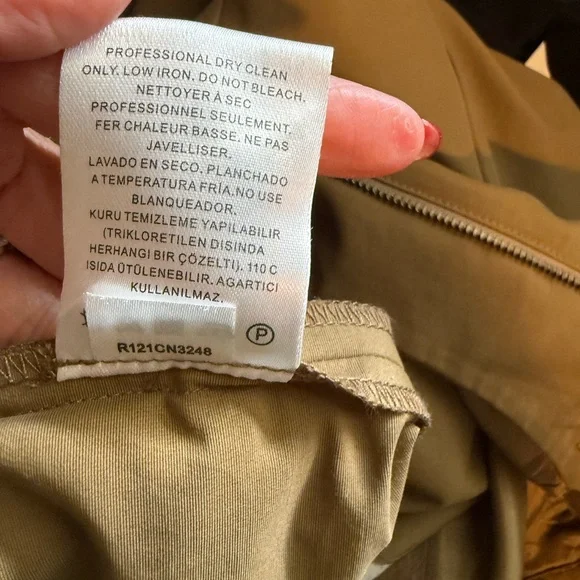 PROFESSIONAL DRY CLEAN
ONLY. LOW IRON. DO NOT BLEACH.
NETTOYER À SEC
PROFESSIONNEL SEULEMENT.
FER CHALEUR BASSE. NE PAS
JAVELLISER.
LAVADO EN SECO. PLANCHADO
A TEMPERATURA FRÍA.NO USE
BLANQUEADOR.
KURU TEMIZLEME YAPILABILIR
(TRIKLORETILEN DISINDA
HERHANGI BIR ÇÖZELTI). 110 C
ISIDA ÜTÜLENEBILIR. AGARTICI
KULLANILMAZ.
P
R121CN3248